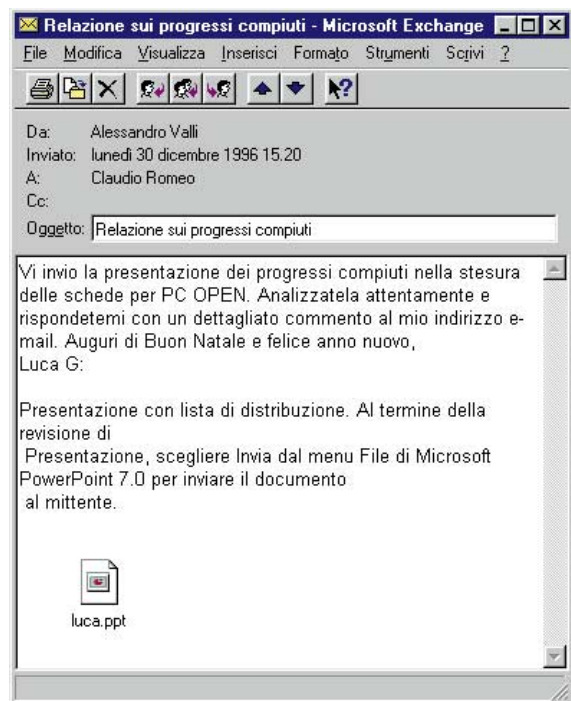 Relazione sui progressi compiuti - Microsoft Exchange
File Modifica Visualizza Inserisci Formato Strumenti Scrivi ?
Da: Alessandro Valli
Inviato: lunedì 30 dicembre 1996 15.20
A: Claudio Romeo
Cc:
Oggetto: Relazione sui progressi compiuti
Vi invio la presentazione dei progressi compiuti nella stesura
delle schede per PC OPEN. Analizzatela attentamente e
rispondetemi con un dettagliato commento al mio indirizzo e-
mail. Auguri di Buon Natale e felice anno nuovo,
Luca G:
Presentazione con lista di distribuzione. Al termine della
revisione di
Presentazione, scegliere Invia dal menu File di Microsoft
PowerPoint 7.0 per inviare il documento
al mittente.
luca.ppt